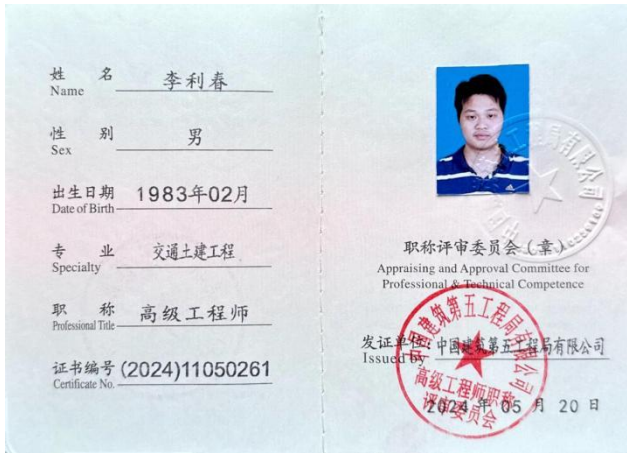 姓 名
Name
李利春
性 别
Sex
男
出生日期
Date of Birth
1983年02月
专 业
Specialty
交通土建工程
职 称
Professional Title
高级工程师
证书编号
Certificate No.
(2024)11050261
职称评审委员会（章）
Appraising and Approval Committee for
Professional & Technical Competence
发证单位:
Issued by
中国建筑第五工程局有限公司
中国建筑第五工程局有限公司
高级工程师职称
评审委员会
2024 年 05 月 20 日